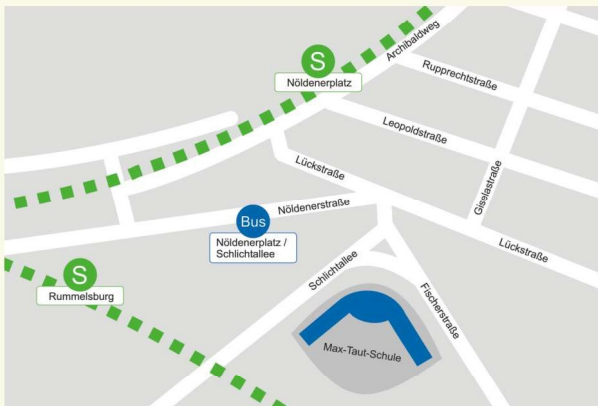 Archibaldweg
S
Nöldenerplatz
Rupprechtstraße
Leopoldstraße
Lückstraße
Giselastraße
Nöldenerstraße
Bus
Nöldenerplatz /
Schlichtallee
Lückstraße
S
Rummelsburg
Schlichtallee
Fischerstraße
Max-Taut-Schule